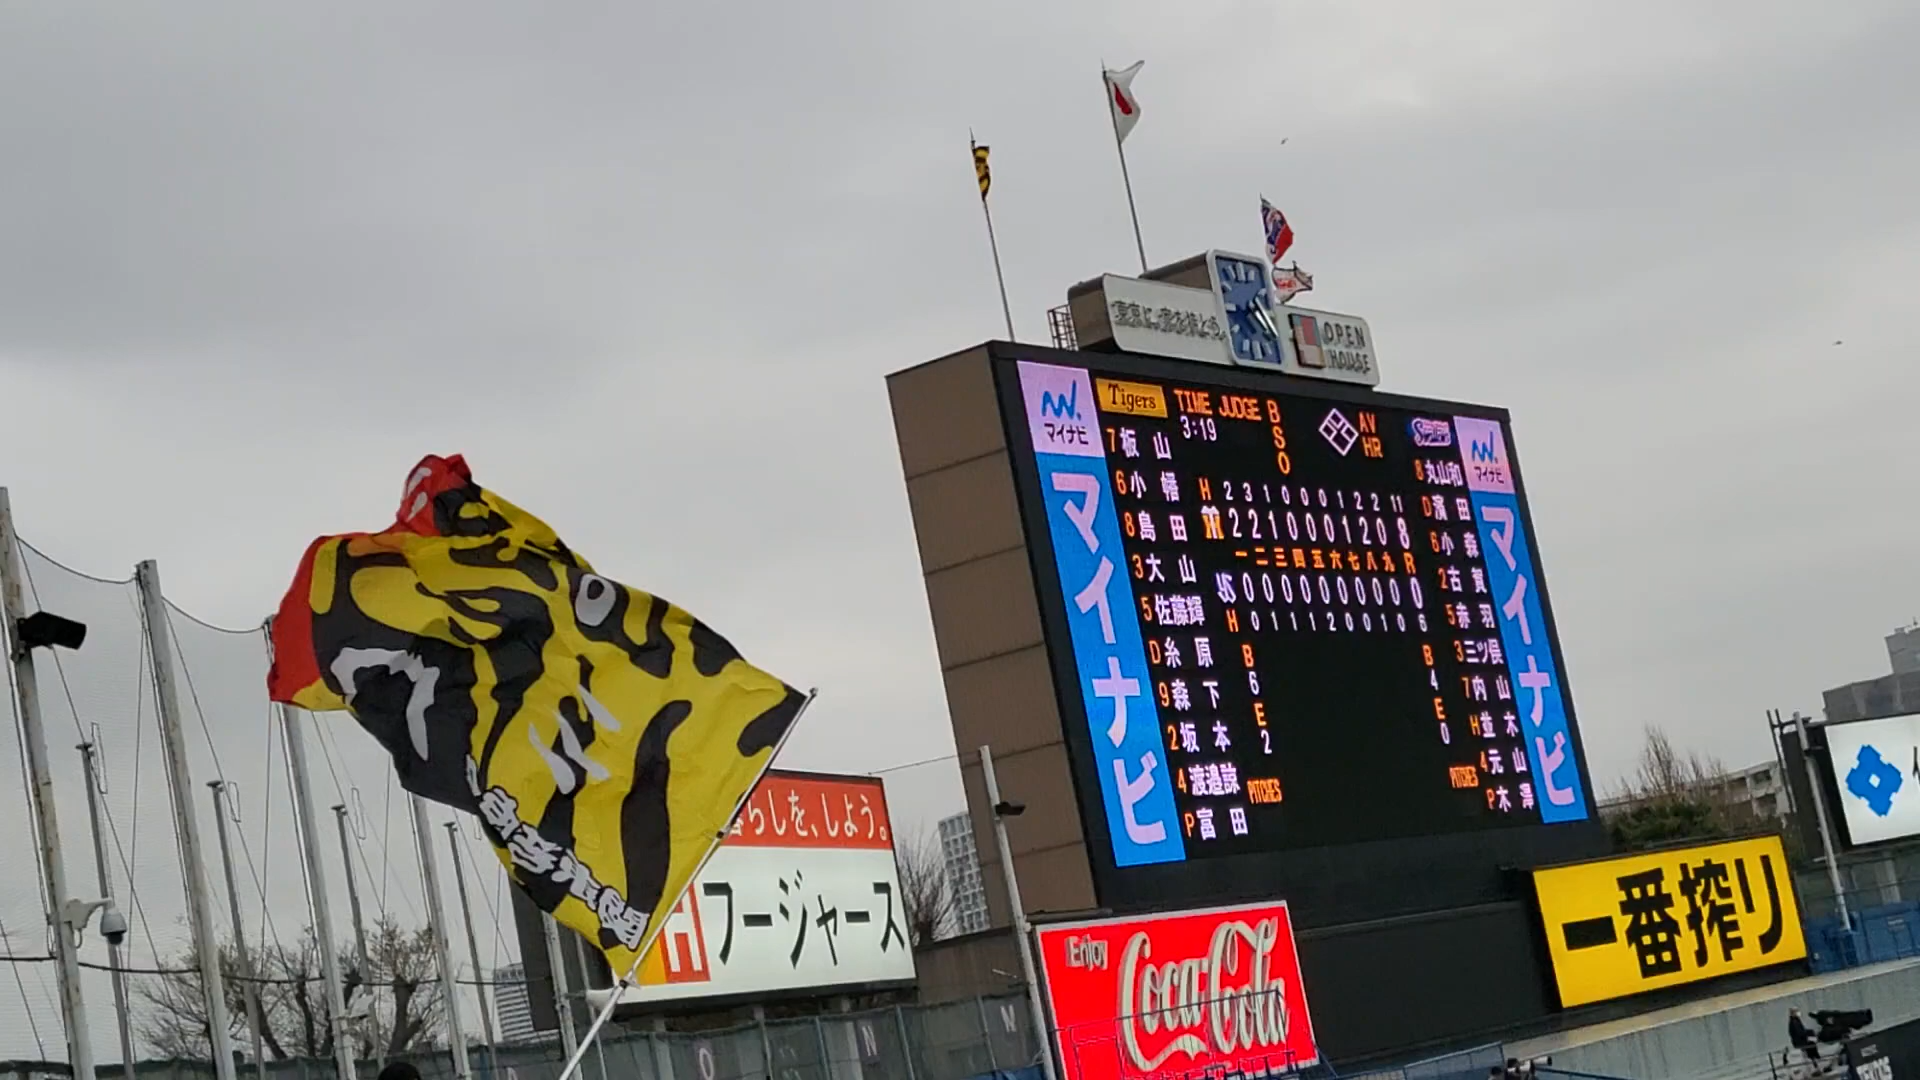 東京に、家を持とう。
OPEN
HOUSE
マイナビ
マイナビ
Tigers
TIME JUDGE
3:19
B
S
O
AV
HR
7 板山
6 小幡
8 島田
3 大山
5 佐藤輝
D 糸原
9 森下
2 坂本
4 渡邉諒
P 富田
H 2 3 1 0 0 0 1 2 2 11
2 2 1 0 0 0 1 2 0 8
一 二 三 四 五 六 七 八 九 R
YS 0 0 0 0 0 0 0 0 0 0
H 0 1 1 1 2 0 0 1 0 6
B
6
E
2
PITCHES
B
4
E
0
PITCHES
Swallows
8 丸山和
D 濱田
6 小森
2 古賀
5 赤羽
3 三ツ俣
7 内山
H 並木
4 元山
P 木澤
マイナビ
マイナビ
暮らしを、しよう。
フージャース
Enjoy
Coca-Cola
一番搾り